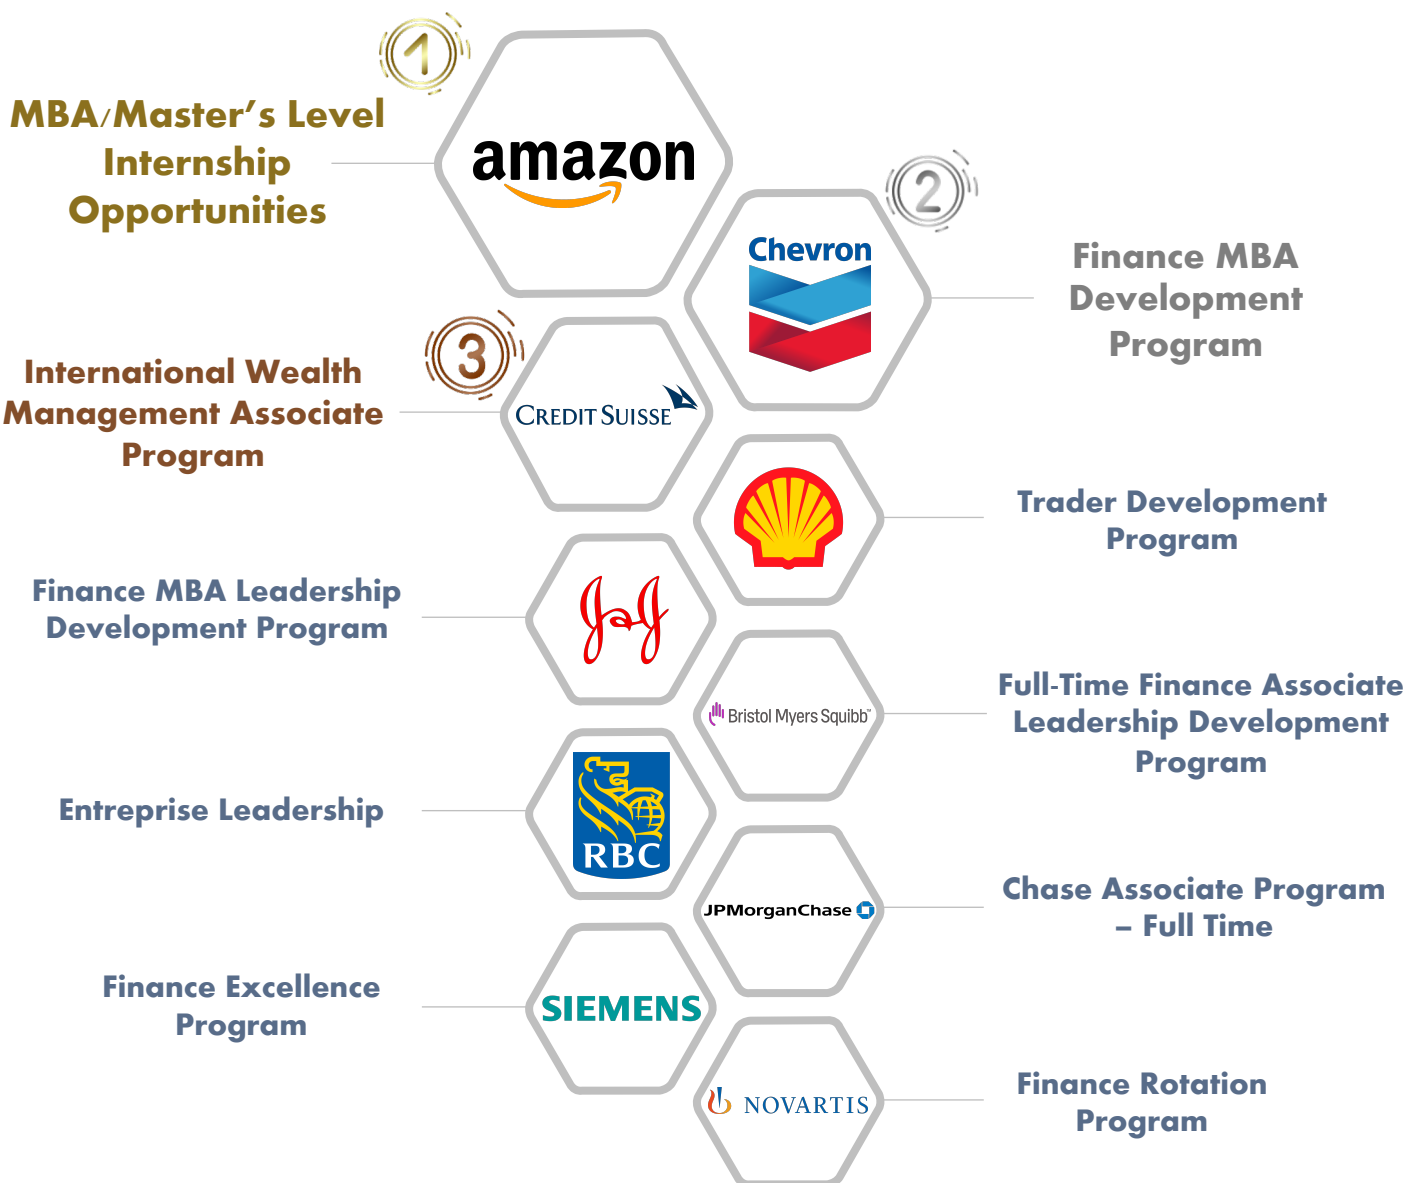 1
MBA/Master's Level
Internship
Opportunities
amazon
2
Chevron
Finance MBA
Development
Program
3
International Wealth
Management Associate
Program
CREDIT SUISSE
Trader Development
Program
Finance MBA Leadership
Development Program
J&J
Bristol Myers Squibb™
Full-Time Finance Associate
Leadership Development
Program
Entreprise Leadership
RBC
JPMorganChase
Chase Associate Program
– Full Time
Finance Excellence
Program
SIEMENS
NOVARTIS
Finance Rotation
Program